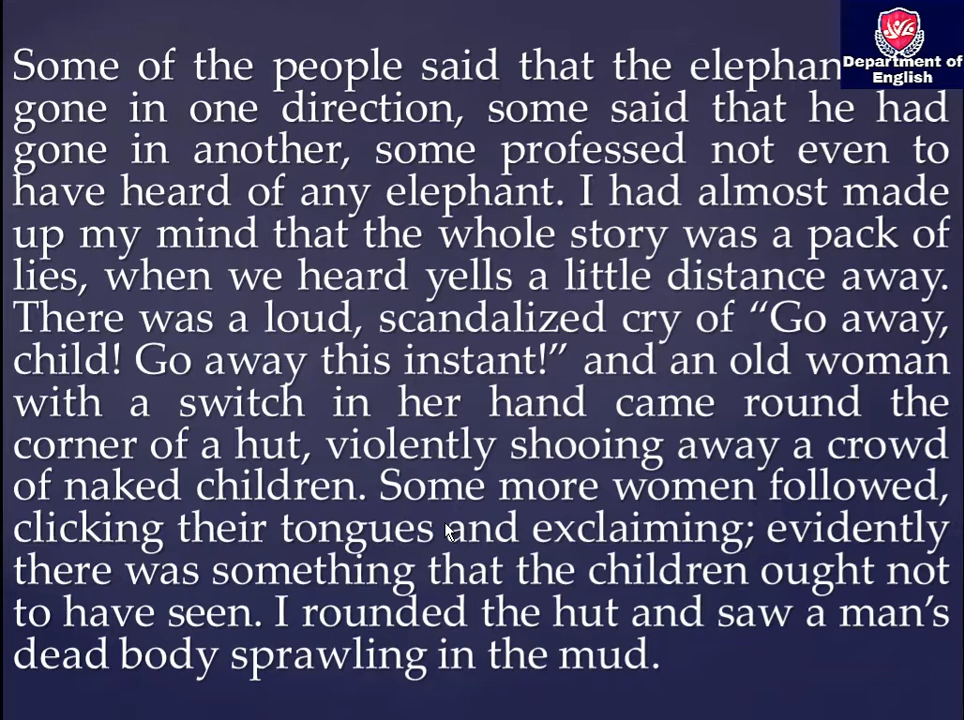 Some of the people said that the elephan
gone in one direction, some said that he had
gone in another, some professed not even to
have heard of any elephant. I had almost made
up my mind that the whole story was a pack of
lies, when we heard yells a little distance away.
There was a loud, scandalized cry of “Go away,
child! Go away this instant!” and an old woman
with a switch in her hand came round the
corner of a hut, violently shooing away a crowd
of naked children. Some more women followed,
clicking their tongues and exclaiming; evidently
there was something that the children ought not
to have seen. I rounded the hut and saw a man’s
dead body sprawling in the mud.
Department of
English